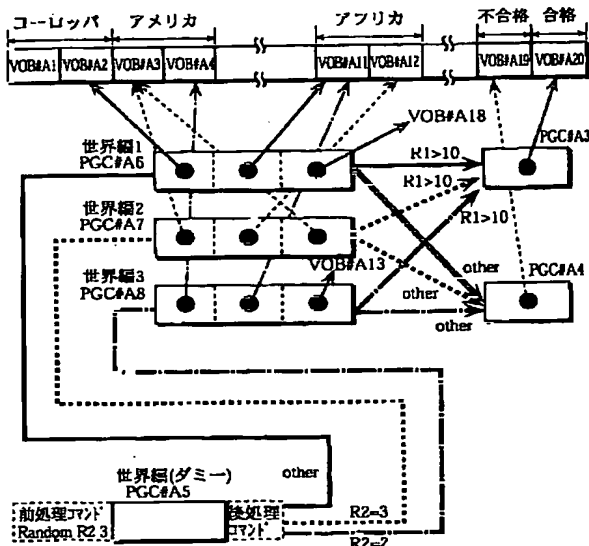 ヨーロッパ アメリカ アフリカ 不合格 合格
VOB#A1 VOB#A2 VOB#A3 VOB#A4 VOB#A11 VOB#A12 VOB#A19 VOB#A20
VOB#A18
世界編1
PGC#A6
R1>10
PGC#A3
R1>10
世界編2
PGC#A7
R1>10
VOB#A13
other
PGC#A4
世界編3
PGC#A8
other
other
世界編(ダミー)
PGC#A5
other
前処理コマンド
Random R2 3
後処理
コマンド
R2=3
R2=2